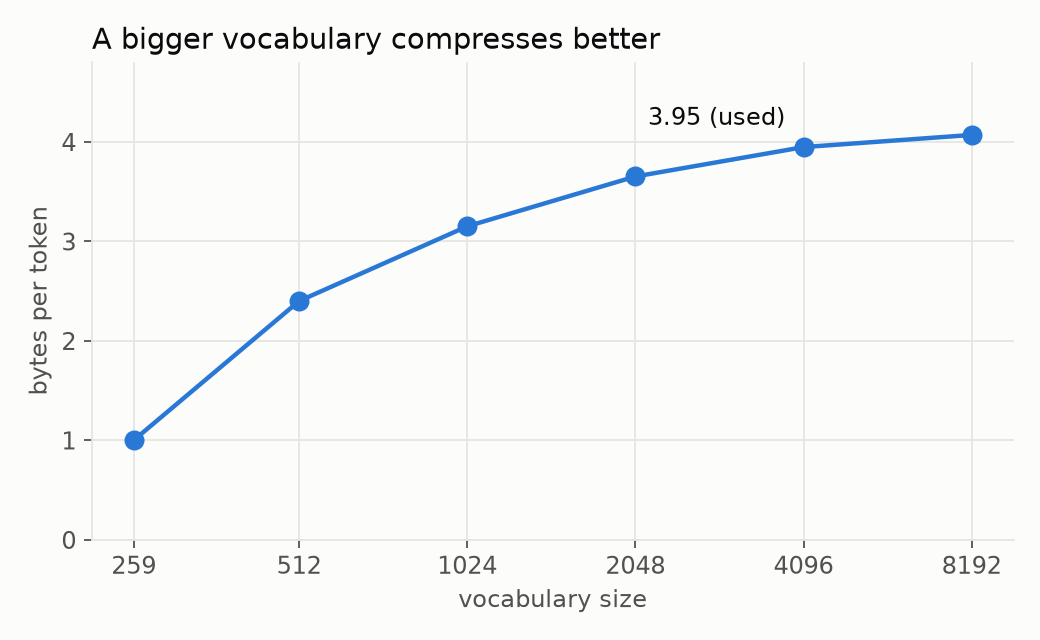 A bigger vocabulary compresses better
3.95 (used)
bytes per token
4
3
2
1
0
259 512 1024 2048 4096 8192
vocabulary size